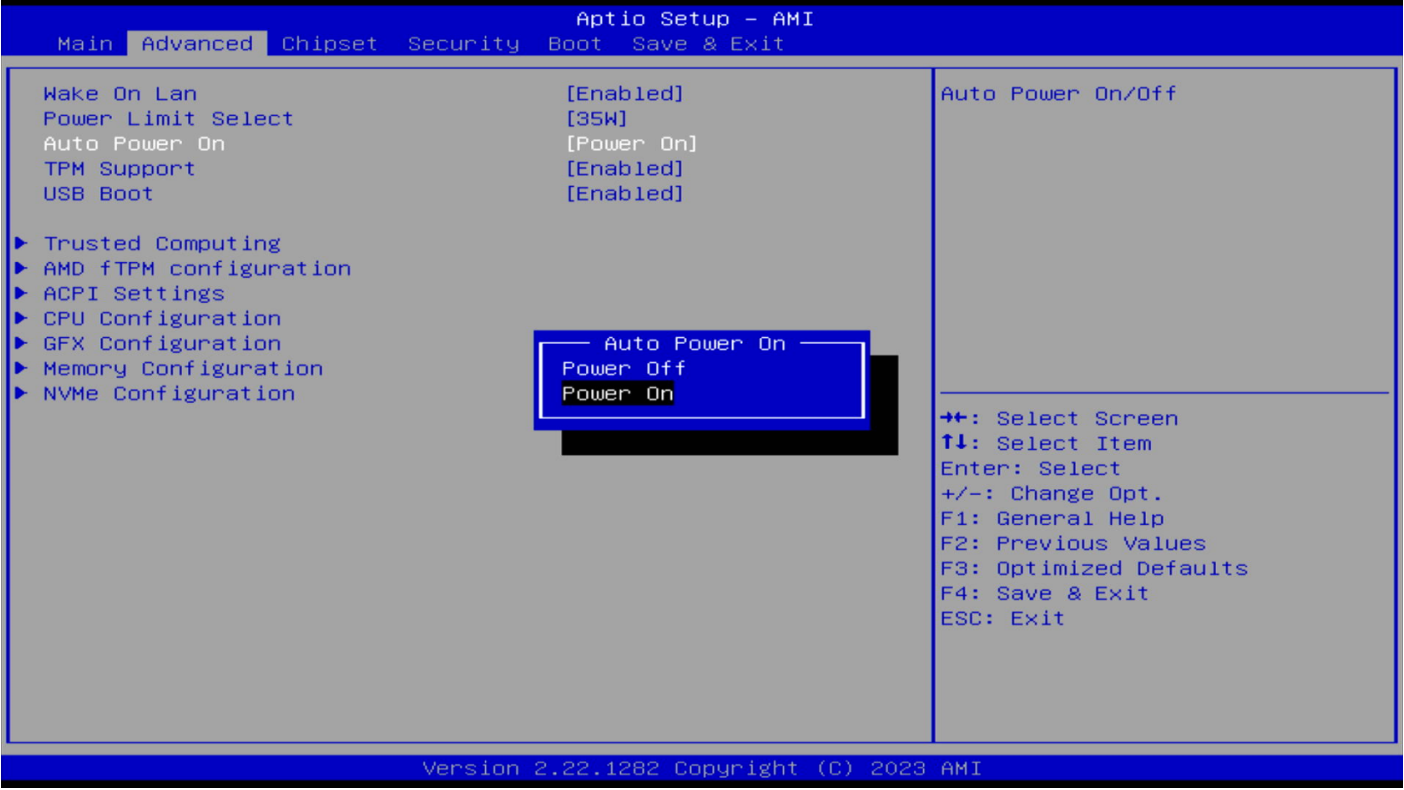 Aptio Setup – AMI
Main Advanced Chipset Security Boot Save & Exit
Wake On Lan [Enabled]
Power Limit Select [35W]
Auto Power On [Power On]
TPM Support [Enabled]
USB Boot [Enabled]
▶ Trusted Computing
▶ AMD fTPM configuration
▶ ACPI Settings
▶ CPU Configuration
▶ GFX Configuration
▶ Memory Configuration
▶ NVMe Configuration
Auto Power On
Power Off
Power On
Auto Power On/Off
→←: Select Screen
↑↓: Select Item
Enter: Select
+/-: Change Opt.
F1: General Help
F2: Previous Values
F3: Optimized Defaults
F4: Save & Exit
ESC: Exit
Version 2.22.1282 Copyright (C) 2023 AMI